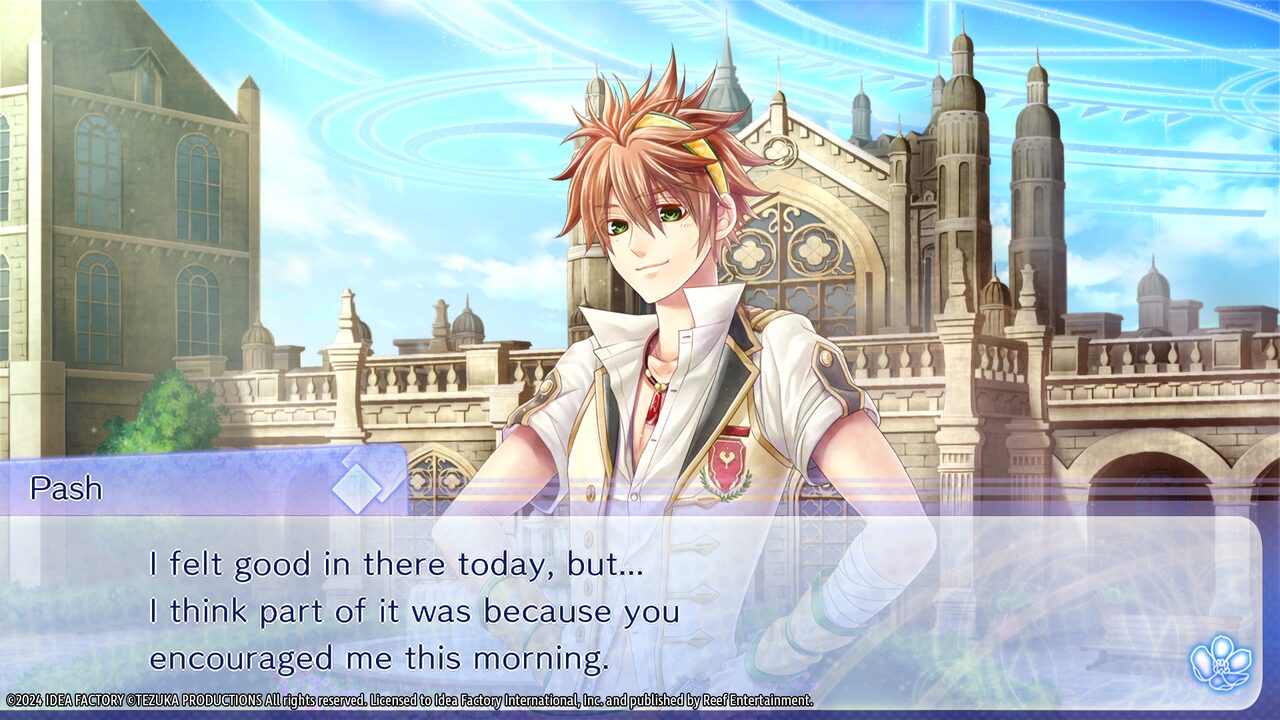 Pash
I felt good in there today, but...
I think part of it was because you
encouraged me this morning.
©2024 IDEA FACTORY ©TEZUKA PRODUCTIONS All rights reserved. Licensed to Idea Factory International, Inc. and published by Reef Entertainment.